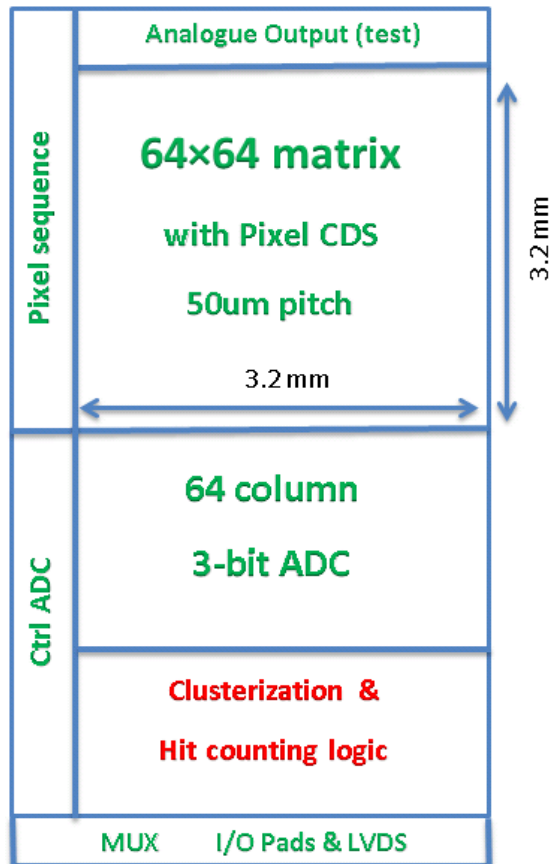 Analogue Output (test)
Pixel sequence
64×64 matrix
with Pixel CDS
50um pitch
3.2 mm
3.2 mm
Ctrl ADC
64 column
3-bit ADC
Clusterization &
Hit counting logic
MUX I/O Pads & LVDS